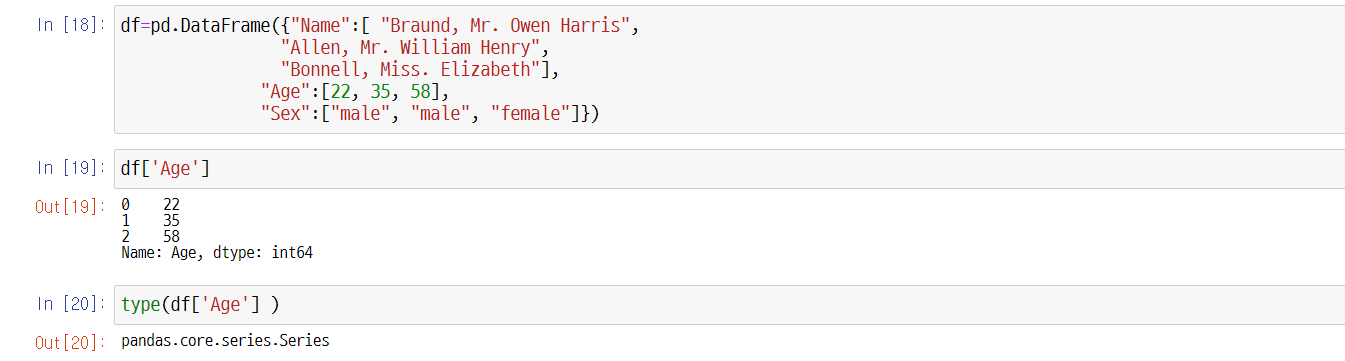 In [18]: df=pd.DataFrame({"Name":[ "Braund, Mr. Owen Harris",
"Allen, Mr. William Henry",
"Bonnell, Miss. Elizabeth"],
"Age":[22, 35, 58],
"Sex":["male", "male", "female"]})
In [19]: df['Age']
Out[19]: 0    22
1    35
2    58
Name: Age, dtype: int64
In [20]: type(df['Age'] )
Out[20]: pandas.core.series.Series